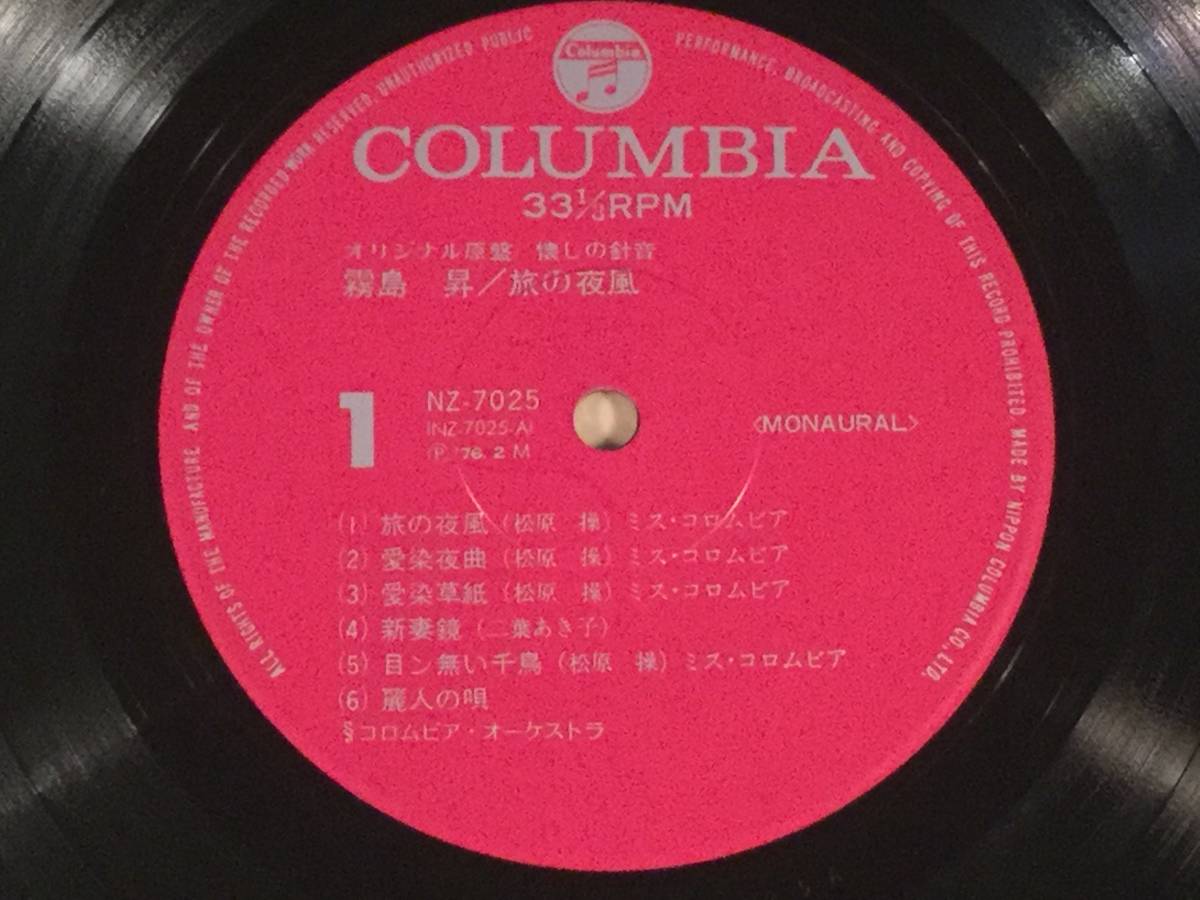 Columbia
COLUMBIA
33⅓RPM
オリジナル原盤 懐しの針音
霧島 昇／旅の夜風
1
NZ-7025
(NZ-7025-A)
Ⓟ '76. 2 M
<MONAURAL>
(1) 旅の夜風 (松原 操) ミス・コロムビア
(2) 愛染夜曲 (松原 操) ミス・コロムビア
(3) 愛染草紙 (松原 操) ミス・コロムビア
(4) 新妻鏡 (二葉あき子)
(5) 目ン無い千鳥 (松原 操) ミス・コロムビア
(6) 麗人の唄
§コロムビア・オーケストラ
ALL RIGHTS OF THE MANUFACTURE, AND OF THE OWNER OF THE RECORDED WORK RESERVED. UNAUTHORIZED PUBLIC PERFORMANCE, BROADCASTING AND COPYING OF THIS RECORD PROHIBITED. MADE BY NIPPON COLUMBIA CO., LTD.